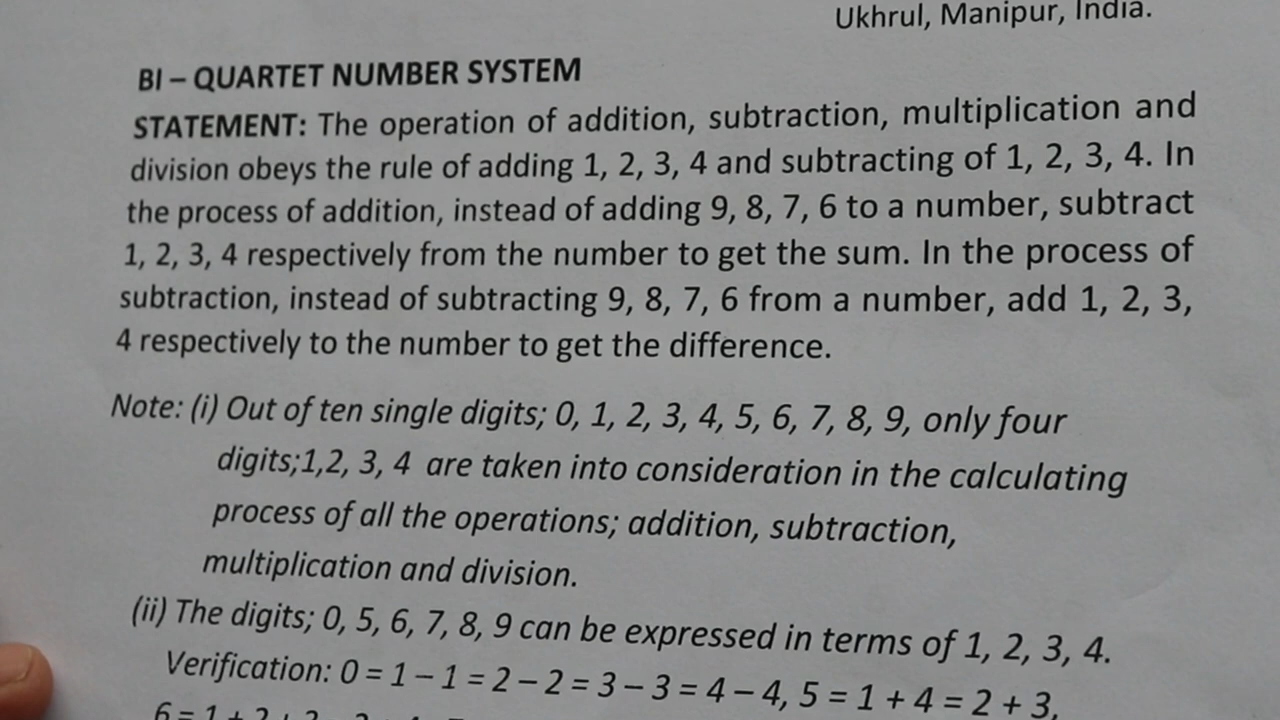 Ukhrul, Manipur, India.
BI – QUARTET NUMBER SYSTEM
STATEMENT: The operation of addition, subtraction, multiplication and
division obeys the rule of adding 1, 2, 3, 4 and subtracting of 1, 2, 3, 4. In
the process of addition, instead of adding 9, 8, 7, 6 to a number, subtract
1, 2, 3, 4 respectively from the number to get the sum. In the process of
subtraction, instead of subtracting 9, 8, 7, 6 from a number, add 1, 2, 3,
4 respectively to the number to get the difference.
Note: (i) Out of ten single digits; 0, 1, 2, 3, 4, 5, 6, 7, 8, 9, only four
digits;1,2, 3, 4 are taken into consideration in the calculating
process of all the operations; addition, subtraction,
multiplication and division.
(ii) The digits; 0, 5, 6, 7, 8, 9 can be expressed in terms of 1, 2, 3, 4.
Verification: 0 = 1 – 1 = 2 – 2 = 3 – 3 = 4 – 4, 5 = 1 + 4 = 2 + 3,
6 = 1 + 2 +